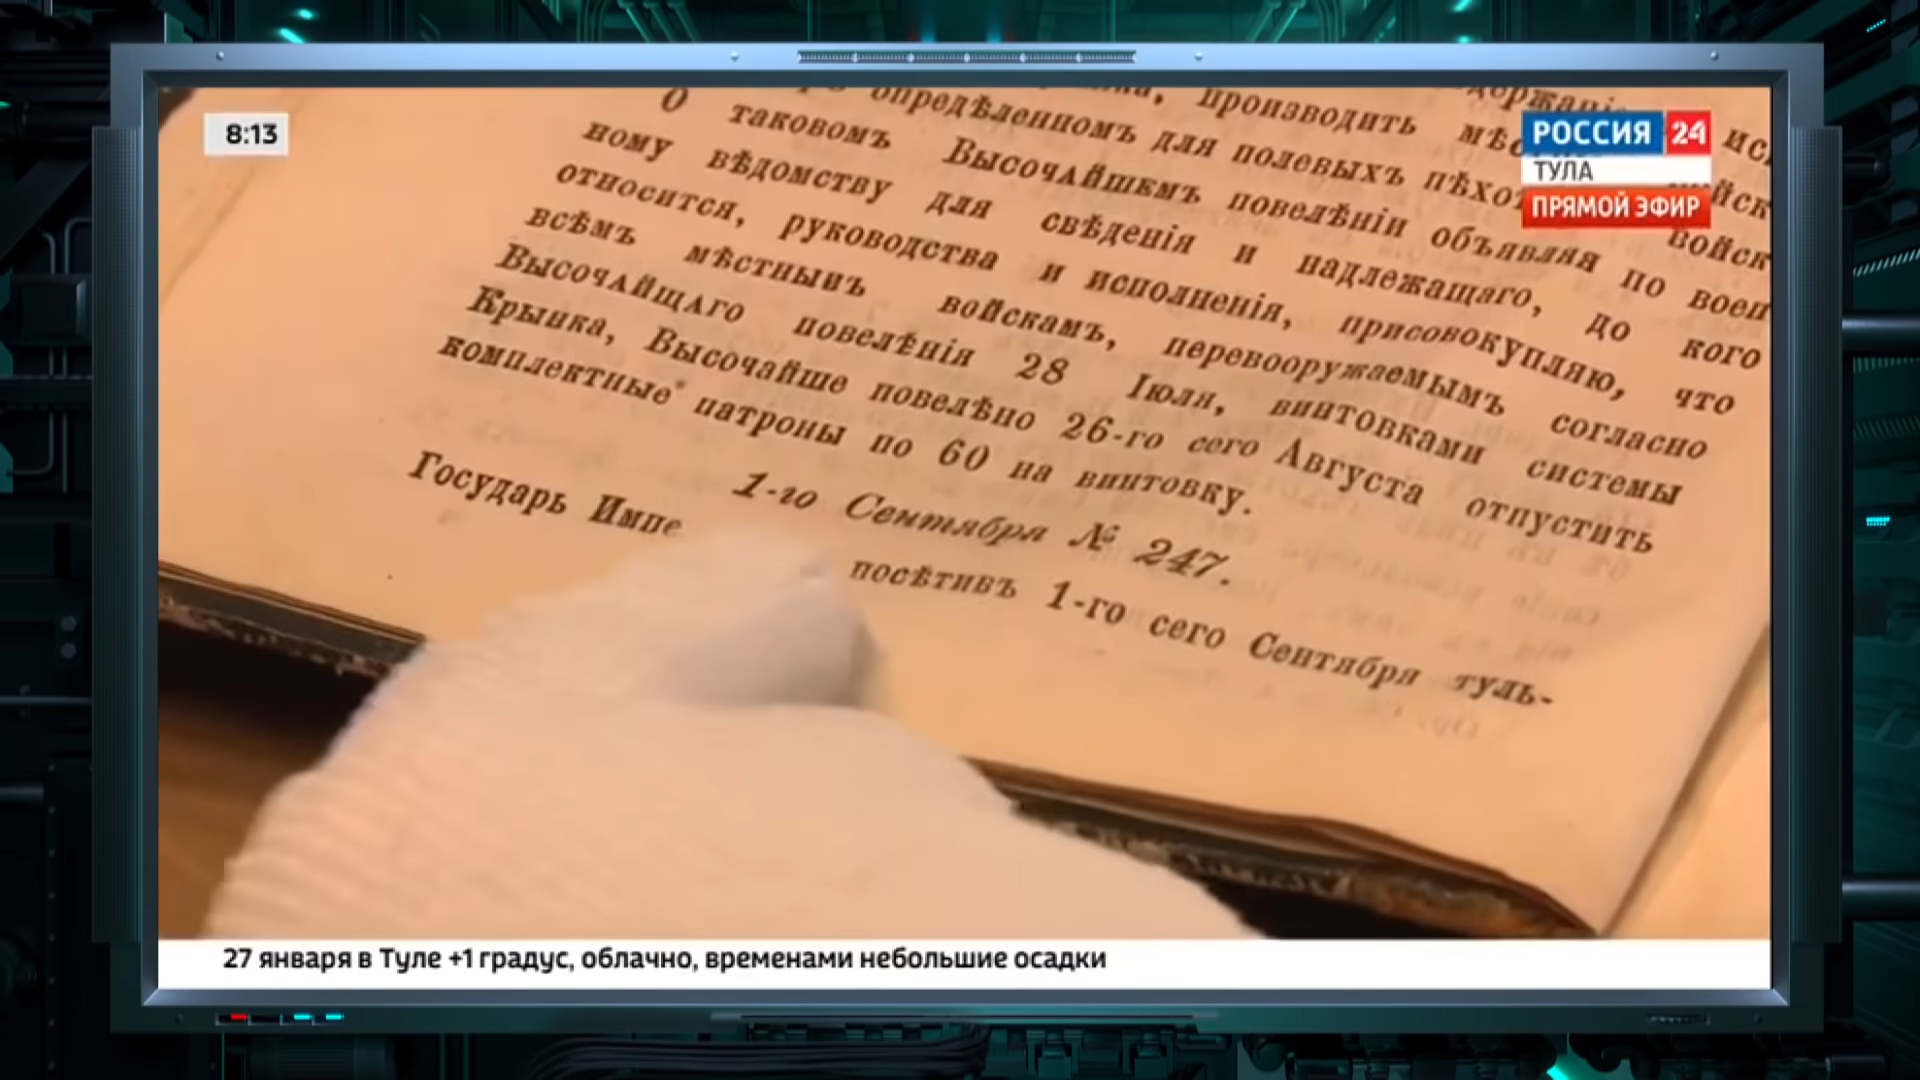 8:13
РОССИЯ 24
ТУЛА
ПРЯМОЙ ЭФИР
производить
опредѣленномъ для полевыхъ
О таковомъ Высочайшемъ повелѣніи объявляя по воен
ному вѣдомству для свѣденія и надлежащаго, до кого
относится, руководства и исполненія, присовокупляю, что
всѣмъ мѣстнымъ войскамъ, перевооружаемымъ согласно
Высочайщаго повелѣнія 28 Іюля, винтовками системы
Крынка, Высочайше повелѣно 26-го сего Августа отпустить
комплектные патроны по 60 на винтовку.
1-го Сентября № 247.
Государь Импе посѣтивъ 1-го сего Сентября туль-
27 января в Туле +1 градус, облачно, временами небольшие осадки